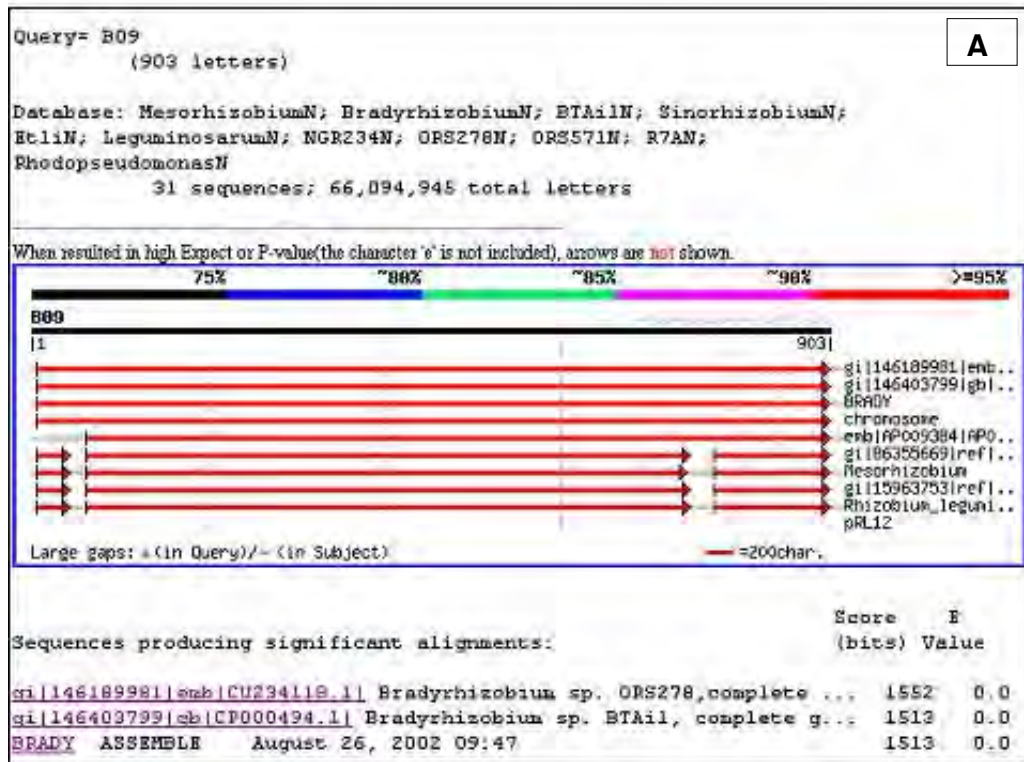 A
Query= B09
(903 letters)
Database: MesorhizobiumN; BradyrhizobiumN; BTAi1N; SinorhizobiumN;
EtliN; LeguminosarumN; NGR234N; ORS278N; ORS571N; R7AN;
RhodopseudomonasN
31 sequences; 66,094,945 total letters
When resulted in high Expect or P-value(the character 'e' is not included), arrows are not shown.
75% ~80% ~85% ~90% >=95%
B09
|1 903|
gi|146189981|emb..
gi|146403799|gb|..
BRADY
chromosome
emb|AP009384|AP0..
gi|86355669|ref|..
Mesorhizobium
gi|15963753|ref|..
Rhizobium_legumi..
pRL12
Large gaps: +(in Query)/-(in Subject) =200char.
Score E
Sequences producing significant alignments: (bits) Value
gi|146189981|emb|CU234118.1| Bradyrhizobium sp. ORS278,complete ... 1552 0.0
gi|146403799|gb|CP000494.1| Bradyrhizobium sp. BTAi1, complete g... 1513 0.0
BRADY ASSEMBLE August 26, 2002 09:47 1513 0.0